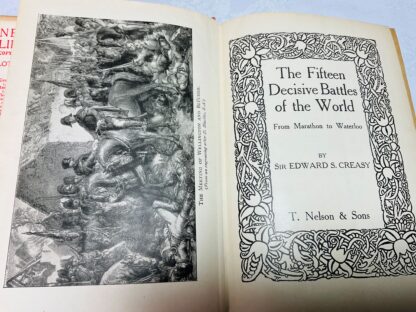 The Meeting of Wellington and Blücher.
The Fifteen
Decisive Battles
of the World
From Marathon to Waterloo
BY
Sir EDWARD S. CREASY
T. Nelson & Sons